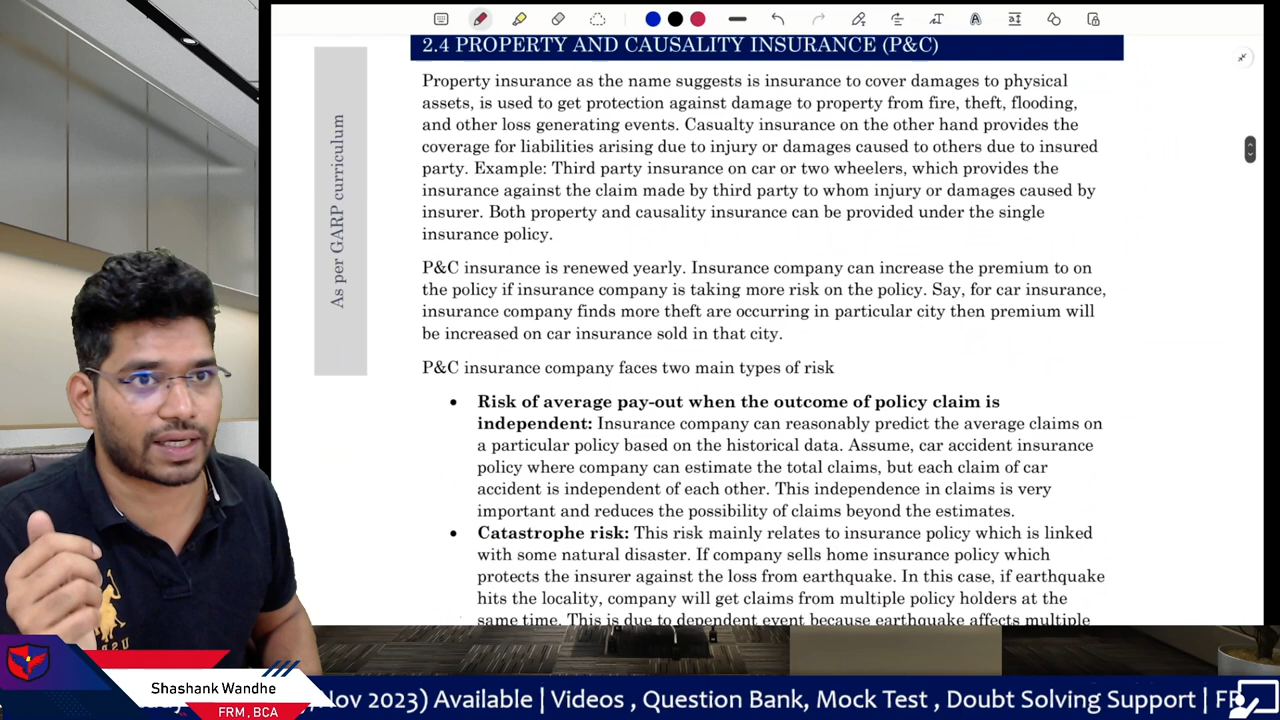 2.4 PROPERTY AND CAUSALITY INSURANCE (P&C)
As per GARP curriculum
Property insurance as the name suggests is insurance to cover damages to physical
assets, is used to get protection against damage to property from fire, theft, flooding,
and other loss generating events. Casualty insurance on the other hand provides the
coverage for liabilities arising due to injury or damages caused to others due to insured
party. Example: Third party insurance on car or two wheelers, which provides the
insurance against the claim made by third party to whom injury or damages caused by
insurer. Both property and causality insurance can be provided under the single
insurance policy.
P&C insurance is renewed yearly. Insurance company can increase the premium to on
the policy if insurance company is taking more risk on the policy. Say, for car insurance,
insurance company finds more theft are occurring in particular city then premium will
be increased on car insurance sold in that city.
P&C insurance company faces two main types of risk
• Risk of average pay-out when the outcome of policy claim is
independent: Insurance company can reasonably predict the average claims on
a particular policy based on the historical data. Assume, car accident insurance
policy where company can estimate the total claims, but each claim of car
accident is independent of each other. This independence in claims is very
important and reduces the possibility of claims beyond the estimates.
• Catastrophe risk: This risk mainly relates to insurance policy which is linked
with some natural disaster. If company sells home insurance policy which
protects the insurer against the loss from earthquake. In this case, if earthquake
hits the locality, company will get claims from multiple policy holders at the
same time. This is due to dependent event because earthquake affects multiple
Shashank Wandhe
FRM, BCA
Nov 2023) Available | Videos , Question Bank, Mock Test , Doubt Solving Support |